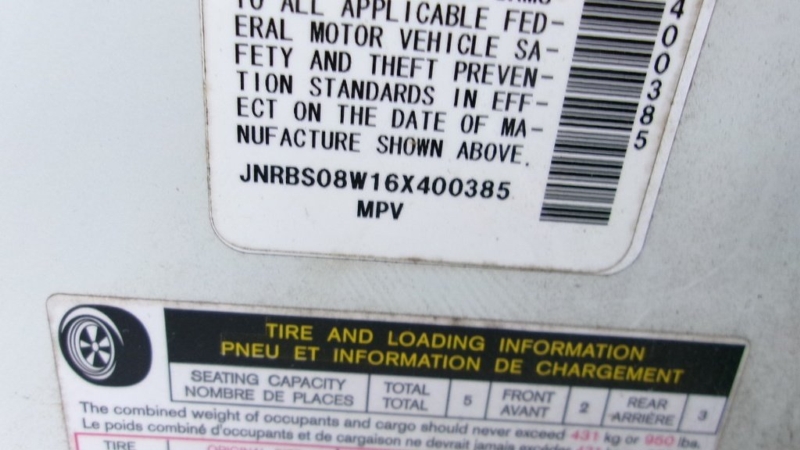 TO ALL APPLICABLE FED-
ERAL MOTOR VEHICLE SA-
FETY AND THEFT PREVEN-
TION STANDARDS IN EFF-
ECT ON THE DATE OF MA-
NUFACTURE SHOWN ABOVE.
JNRBS08W16X400385
MPV
400385
TIRE AND LOADING INFORMATION
PNEU ET INFORMATION DE CHARGEMENT
SEATING CAPACITY
NOMBRE DE PLACES
TOTAL
TOTAL
5
FRONT
AVANT
2
REAR
ARRIÈRE
3
The combined weight of occupants and cargo should never exceed 431 kg or 950 lbs.
Le poids combiné d'occupants et de cargaison ne devrait jamais excéder
TIRE